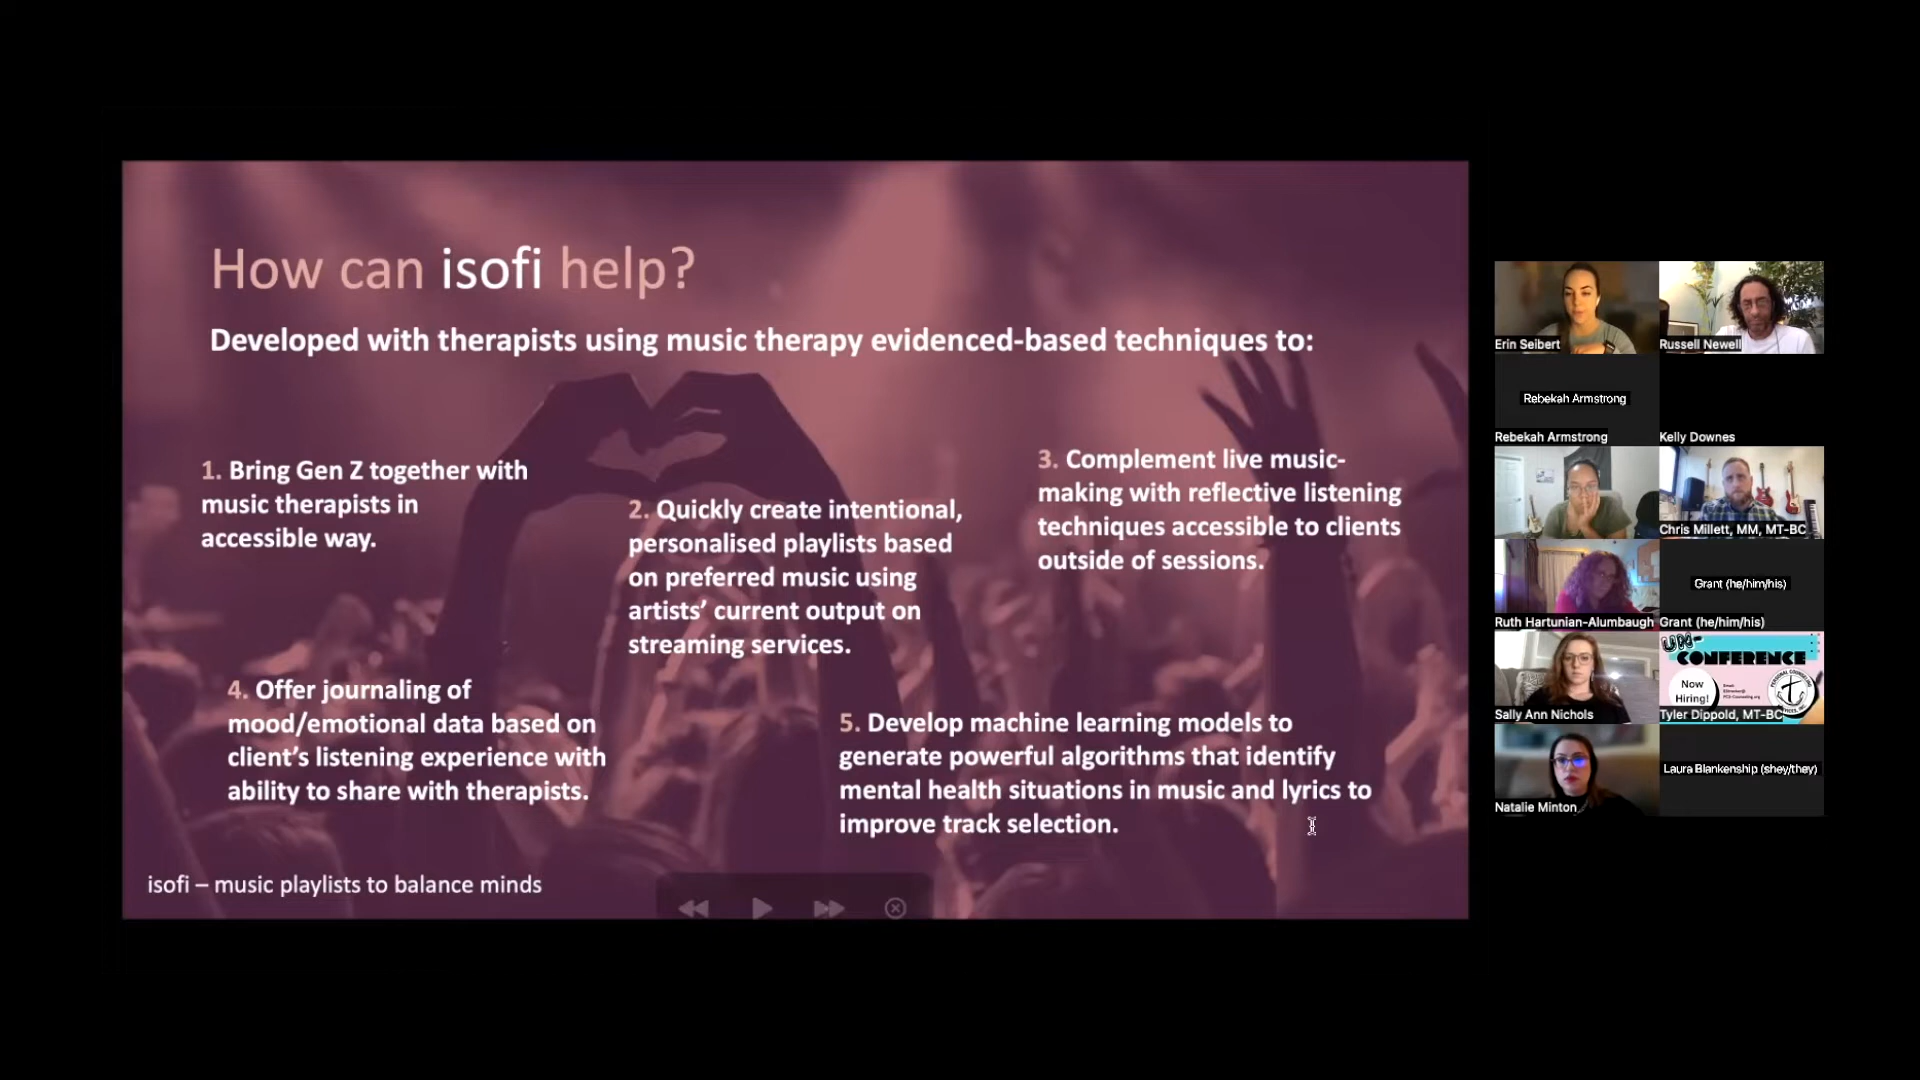 How can isofi help?
Developed with therapists using music therapy evidenced-based techniques to:
1. Bring Gen Z together with
music therapists in
accessible way.
2. Quickly create intentional,
personalised playlists based
on preferred music using
artists’ current output on
streaming services.
3. Complement live music-
making with reflective listening
techniques accessible to clients
outside of sessions.
4. Offer journaling of
mood/emotional data based on
client’s listening experience with
ability to share with therapists.
5. Develop machine learning models to
generate powerful algorithms that identify
mental health situations in music and lyrics to
improve track selection.
isofi – music playlists to balance minds
Erin Seibert
Russell Newell
Rebekah Armstrong
Rebekah Armstrong
Kelly Downes
Chris Millett, MM, MT-BC
Ruth Hartunian-Alumbaugh
Grant (he/him/his)
Grant (he/him/his)
Sally Ann Nichols
UN-
CONFERENCE
Now
Hiring!
Tyler Dippold, MT-BC
Natalie Minton
Laura Blankenship (shey/they)